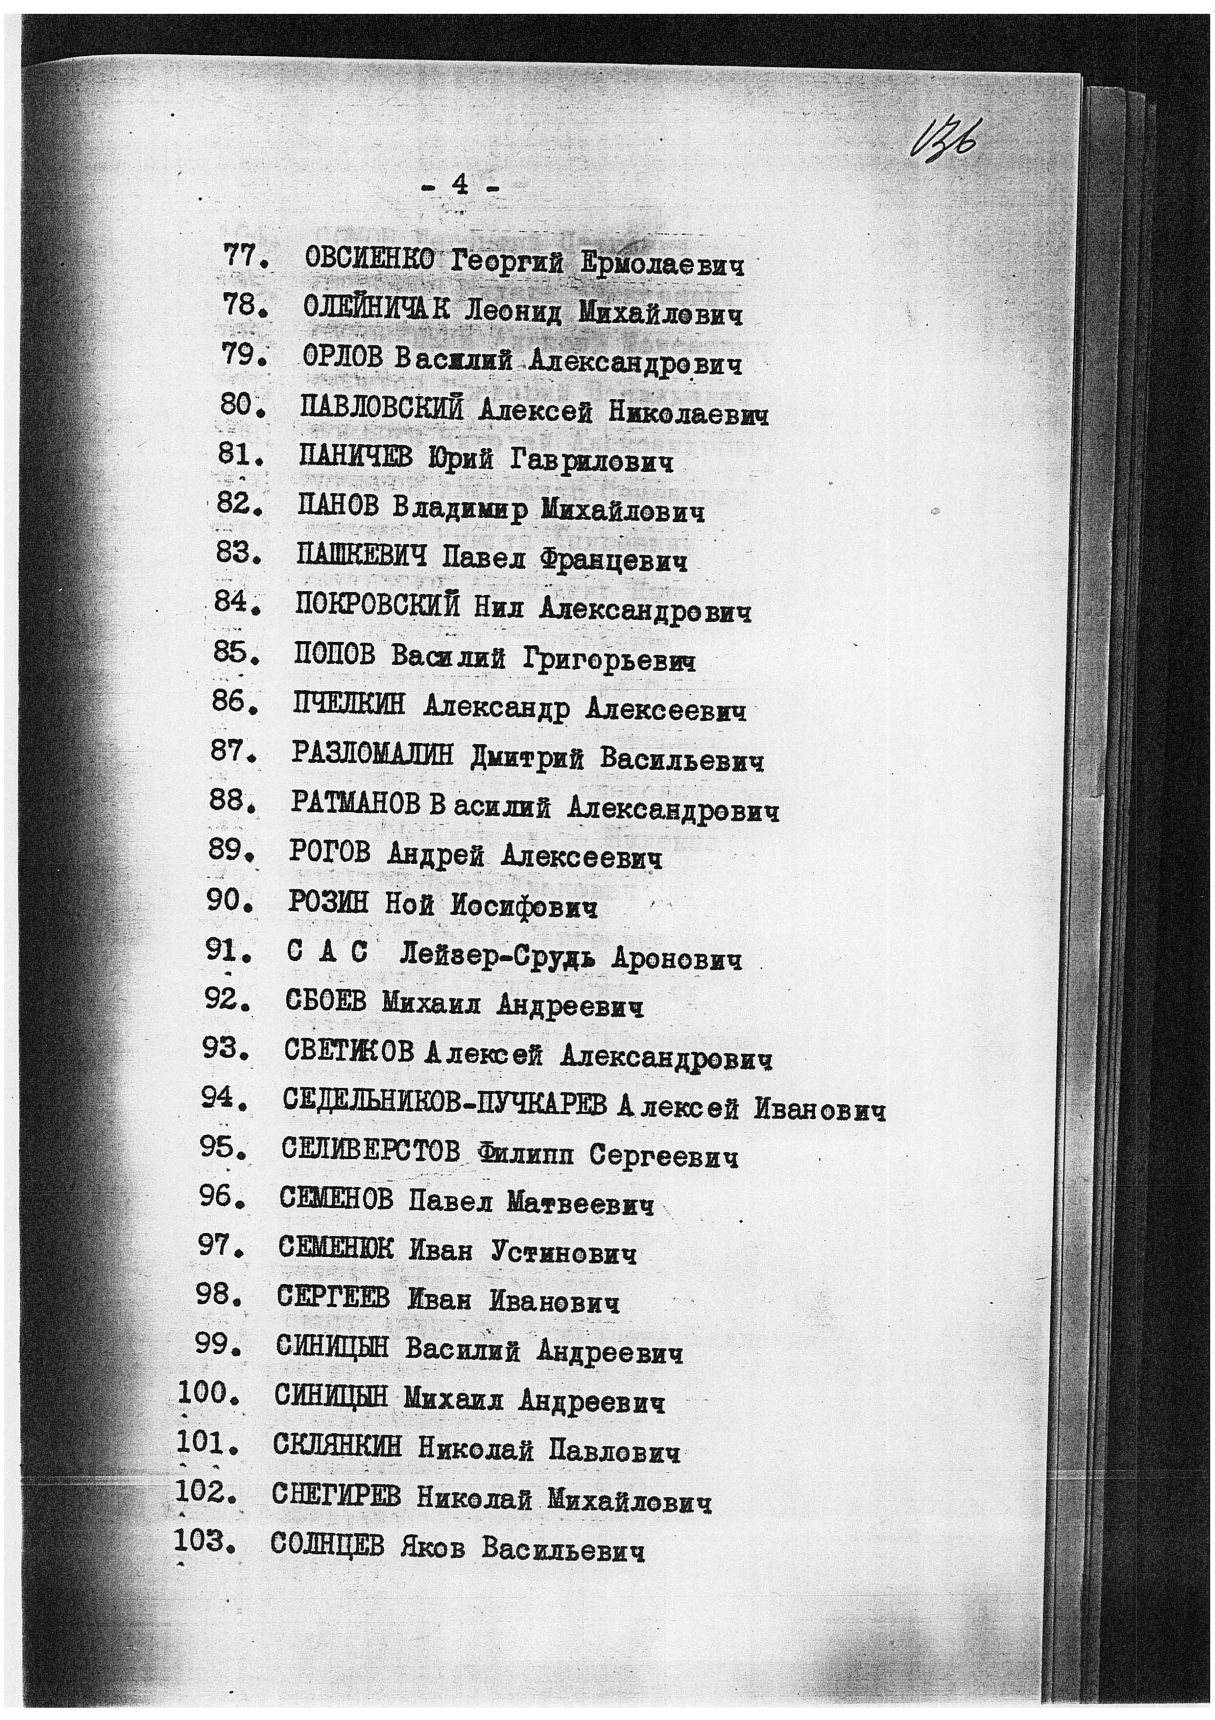 136
- 4 -
77. ОВСИЕНКО Георгий Ермолаевич
78. ОЛЕЙНИЧАК Леонид Михайлович
79. ОРЛОВ Василий Александрович
80. ПАВЛОВСКИЙ Алексей Николаевич
81. ПАНИЧЕВ Юрий Гаврилович
82. ПАНОВ Владимир Михайлович
83. ПАШКЕВИЧ Павел Францевич
84. ПОКРОВСКИЙ Нил Александрович
85. ПОПОВ Василий Григорьевич
86. ПЧЕЛКИН Александр Алексеевич
87. РАЗЛОМАЛИН Дмитрий Васильевич
88. РАТМАНОВ Василий Александрович
89. РОГОВ Андрей Алексеевич
90. РОЗИН Ной Иосифович
91. С А С Лейзер-Срудь Аронович
92. СБОЕВ Михаил Андреевич
93. СВЕТИКОВ Алексей Александрович
94. СЕДЕЛЬНИКОВ-ПУЧКАРЕВ Алексей Иванович
95. СЕЛИВЕРСТОВ Филипп Сергеевич
96. СЕМЕНОВ Павел Матвеевич
97. СЕМЕНЮК Иван Устинович
98. СЕРГЕЕВ Иван Иванович
99. СИНИЦЫН Василий Андреевич
100. СИНИЦЫН Михаил Андреевич
101. СКЛЯНКИН Николай Павлович
102. СНЕГИРЕВ Николай Михайлович
103. СОЛНЦЕВ Яков Васильевич